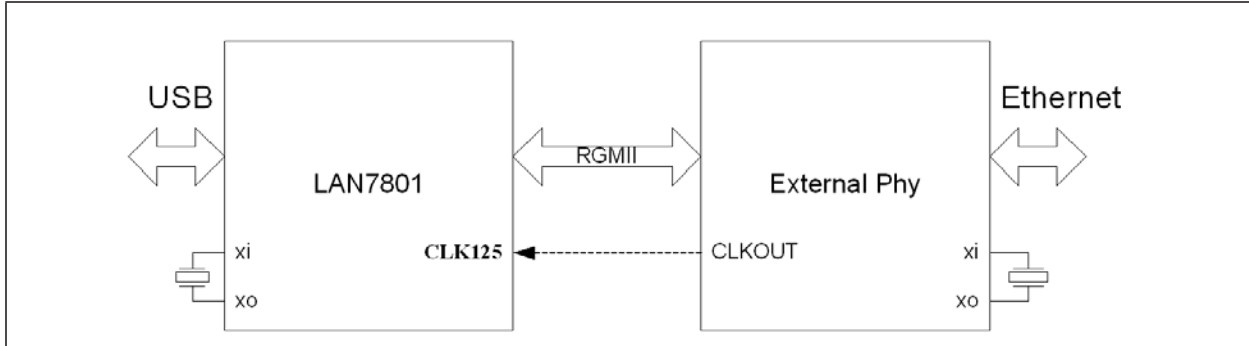 USB
Ethernet
RGMII
LAN7801
External Phy
xi
CLK125
CLKOUT
xi
xo
xo